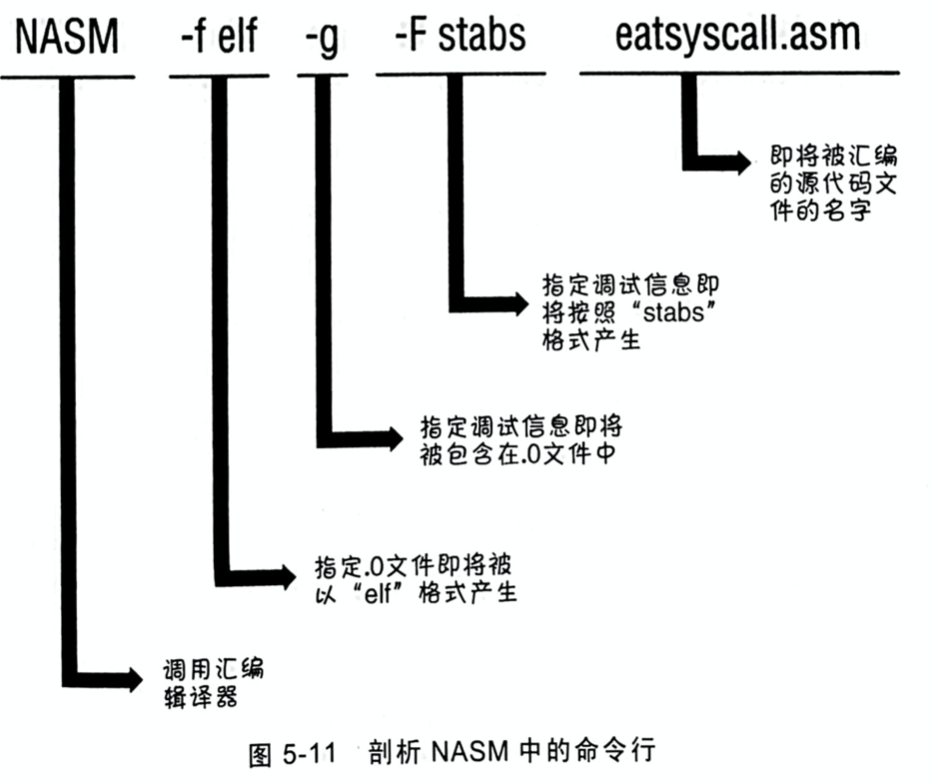 NASM -f elf -g -F stabs eatsyscall.asm
即将被汇编
的源代码文
件的名字
指定调试信息即
将按照“stabs”
格式产生
指定调试信息即将
被包含在.0文件中
指定.0文件即将被
以“elf”格式产生
调用汇编
辑译器
图 5-11 剖析 NASM 中的命令行